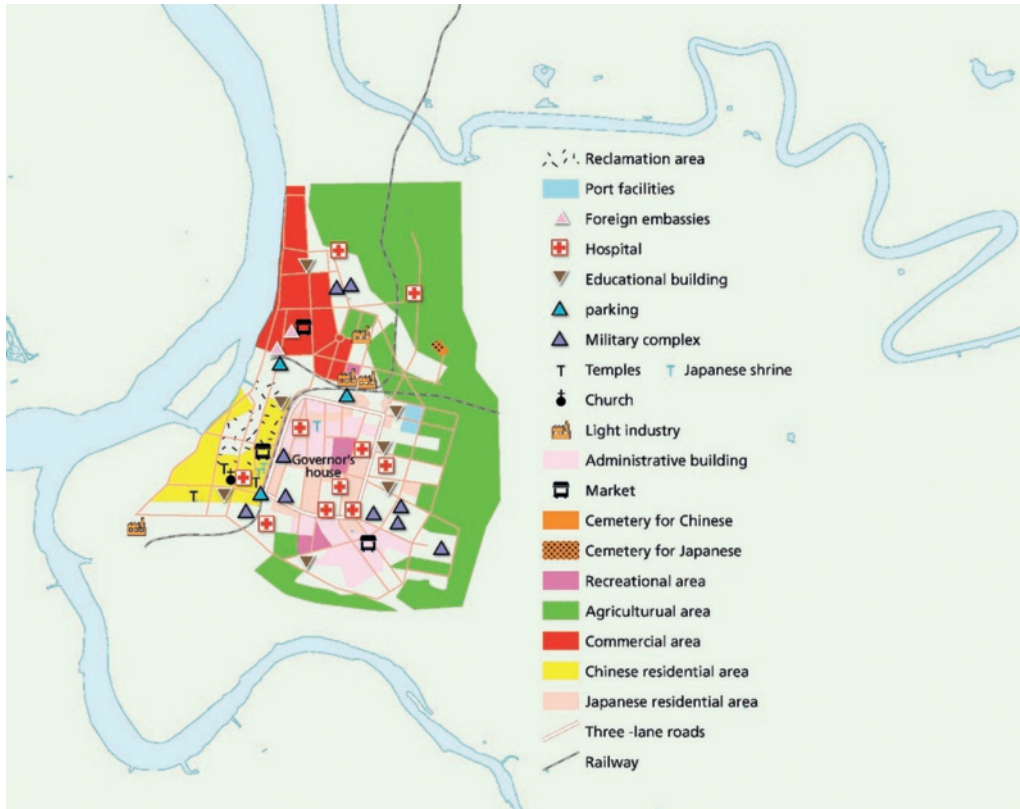 Governor's
house
Reclamation area
Port facilities
Foreign embassies
Hospital
Educational building
parking
Military complex
Temples
Japanese shrine
Church
Light industry
Administrative building
Market
Cemetery for Chinese
Cemetery for Japanese
Recreational area
Agriculturual area
Commercial area
Chinese residential area
Japanese residential area
Three -lane roads
Railway